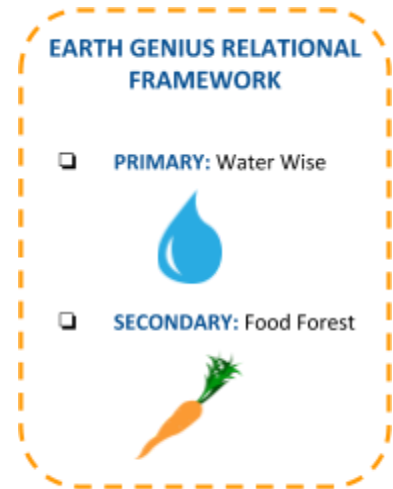 EARTH GENIUS RELATIONAL
FRAMEWORK
PRIMARY: Water Wise
SECONDARY: Food Forest